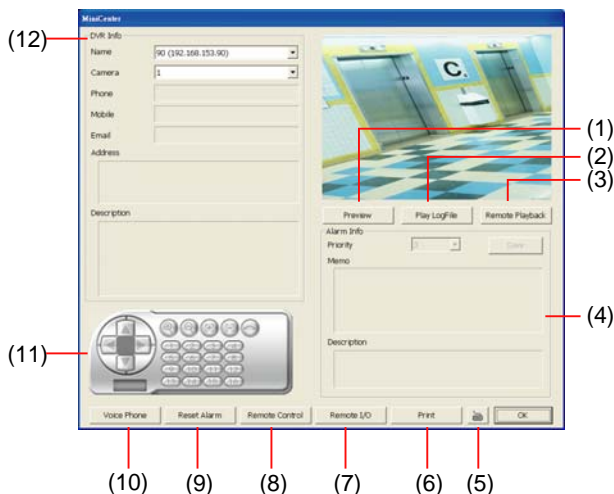 MiniCenter
(12)
DVR Info
Name
90 (192.168.153.90)
Camera
1
Phone
Mobile
Email
Address
Description
C.
(1)
(2)
(3)
Preview
Play LogFile
Remote Playback
Alarm Info
Priority
Save
Memo
(4)
Description
(11)
Voice Phone
Reset Alarm
Remote Control
Remote I/O
Print
OK
(10)
(9)
(8)
(7)
(6)
(5)